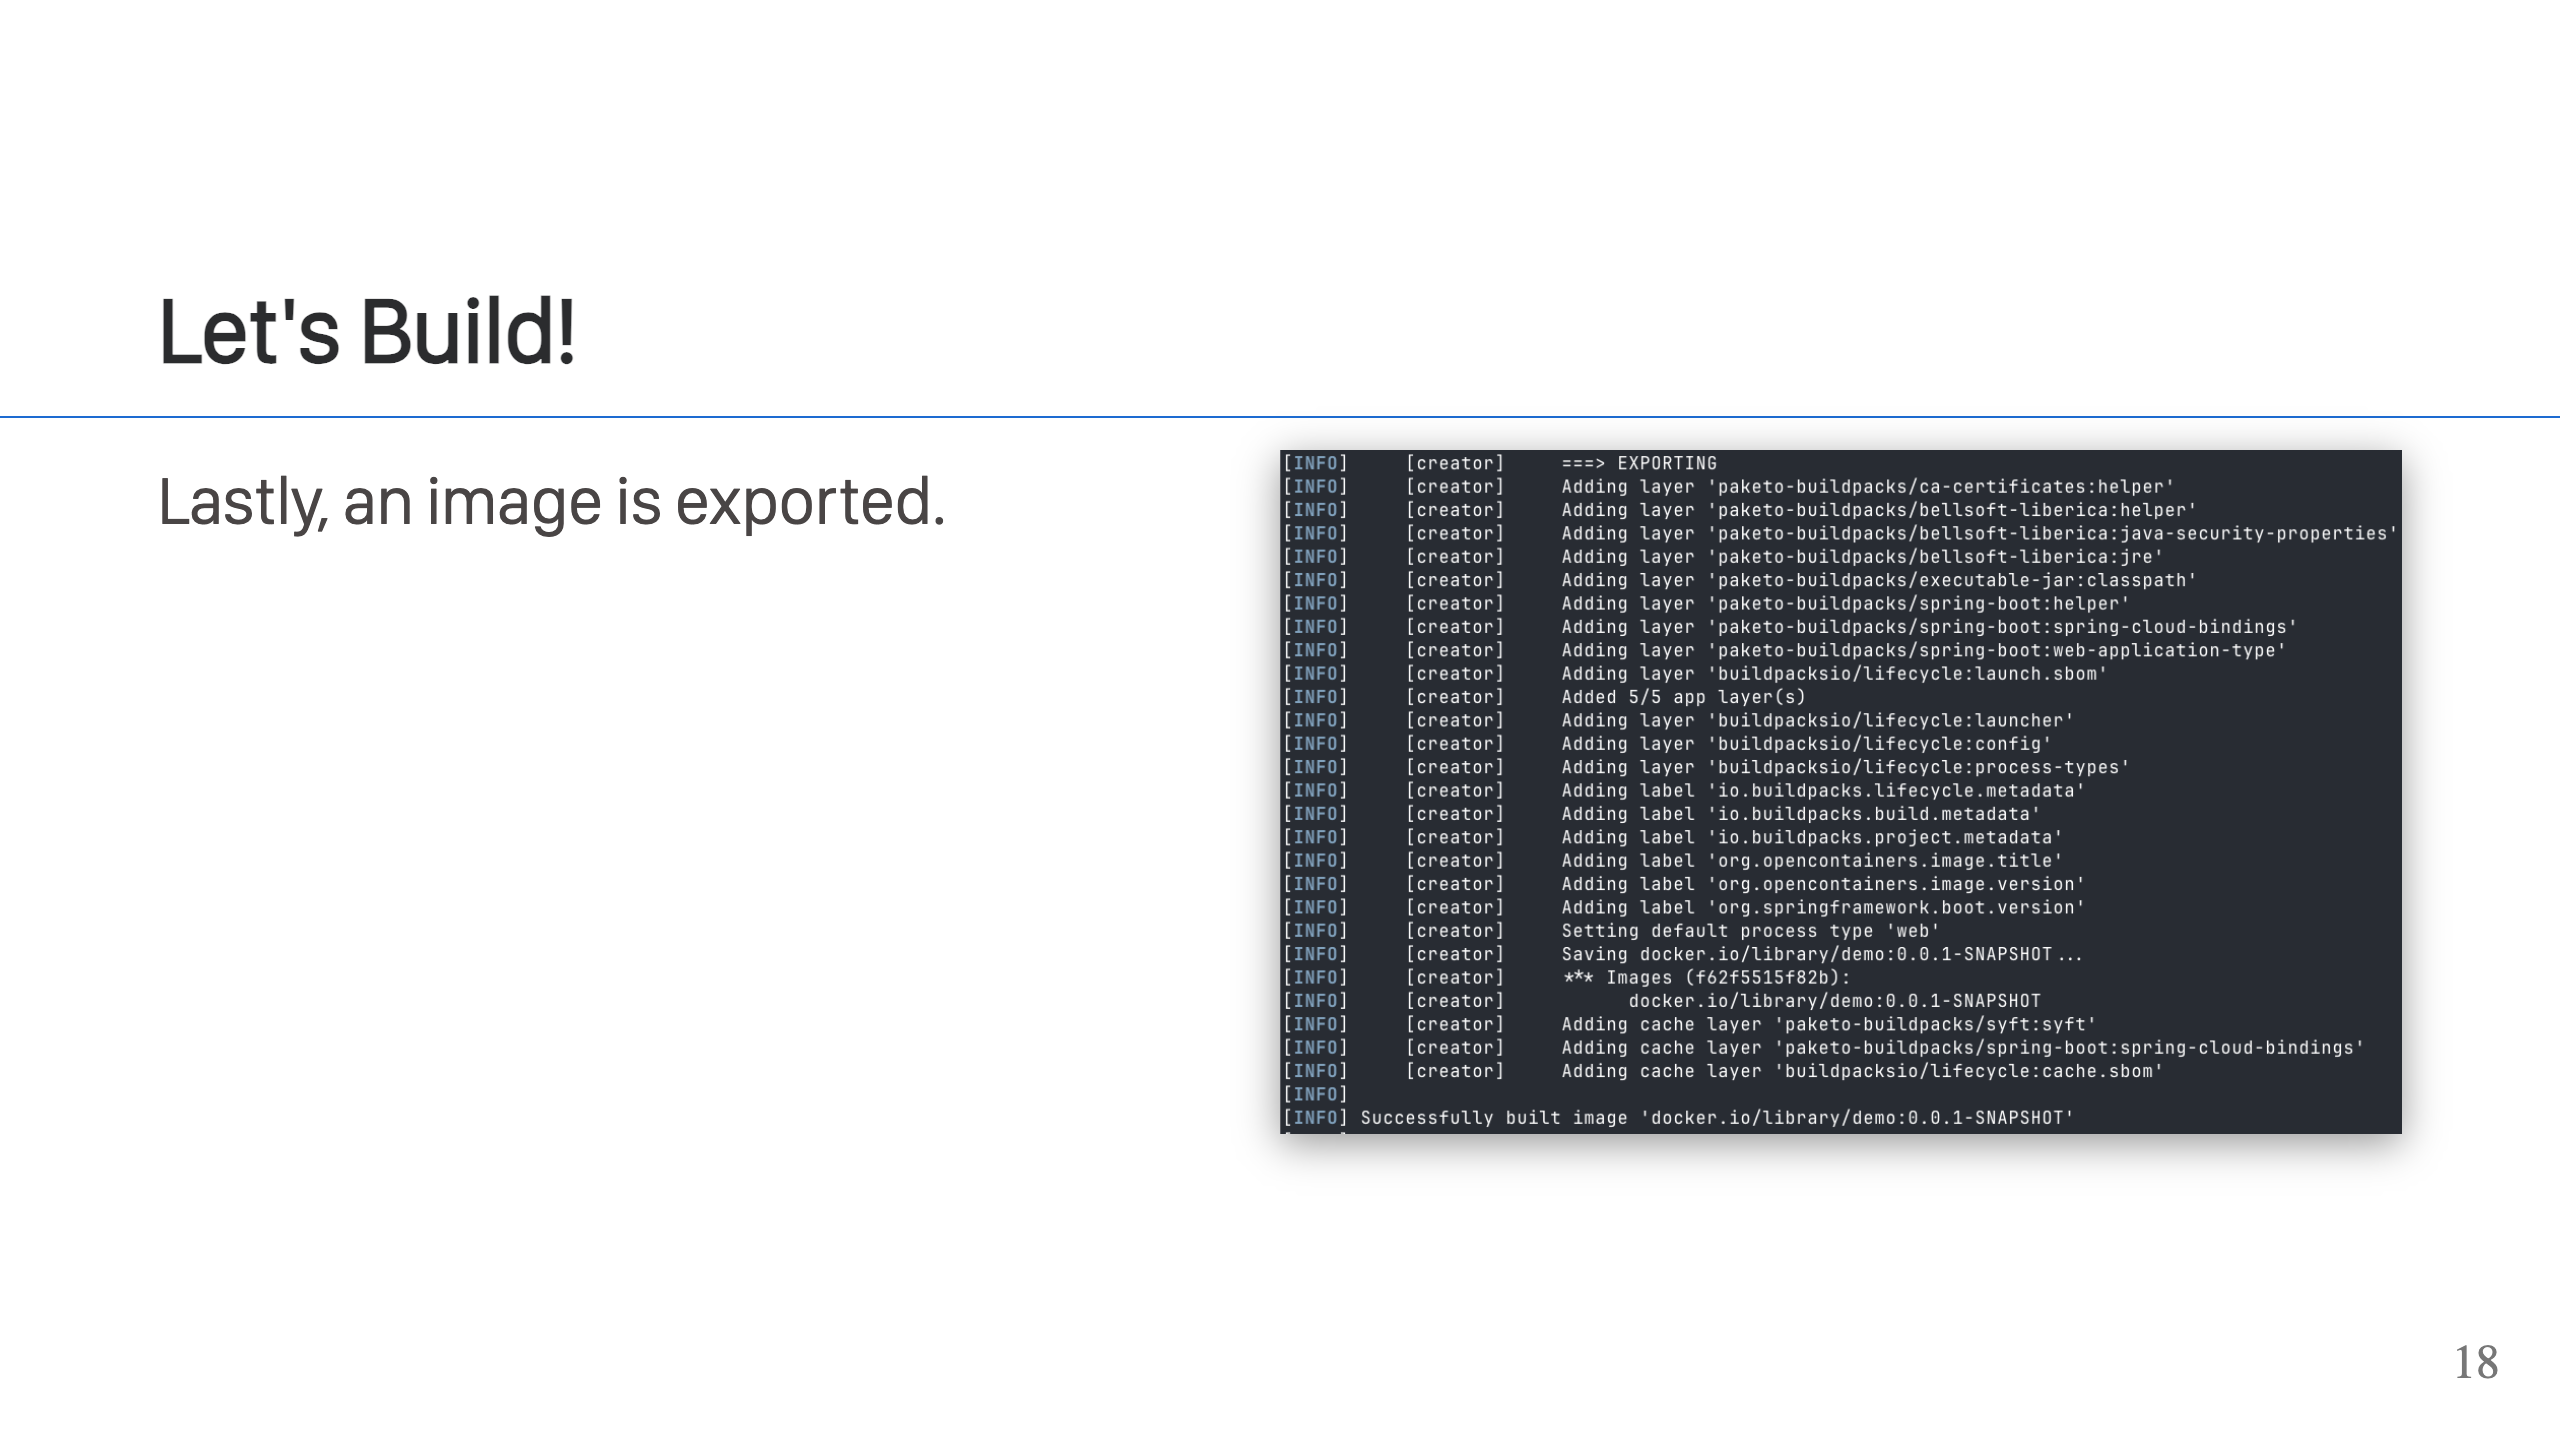 Let's Build!
Lastly, an image is exported.
[INFO]     [creator]     ===> EXPORTING
[INFO]     [creator]     Adding layer 'paketo-buildpacks/ca-certificates:helper'
[INFO]     [creator]     Adding layer 'paketo-buildpacks/bellsoft-liberica:helper'
[INFO]     [creator]     Adding layer 'paketo-buildpacks/bellsoft-liberica:java-security-properties'
[INFO]     [creator]     Adding layer 'paketo-buildpacks/bellsoft-liberica:jre'
[INFO]     [creator]     Adding layer 'paketo-buildpacks/executable-jar:classpath'
[INFO]     [creator]     Adding layer 'paketo-buildpacks/spring-boot:helper'
[INFO]     [creator]     Adding layer 'paketo-buildpacks/spring-boot:spring-cloud-bindings'
[INFO]     [creator]     Adding layer 'paketo-buildpacks/spring-boot:web-application-type'
[INFO]     [creator]     Adding layer 'buildpacksio/lifecycle:launch.sbom'
[INFO]     [creator]     Added 5/5 app layer(s)
[INFO]     [creator]     Adding layer 'buildpacksio/lifecycle:launcher'
[INFO]     [creator]     Adding layer 'buildpacksio/lifecycle:config'
[INFO]     [creator]     Adding layer 'buildpacksio/lifecycle:process-types'
[INFO]     [creator]     Adding label 'io.buildpacks.lifecycle.metadata'
[INFO]     [creator]     Adding label 'io.buildpacks.build.metadata'
[INFO]     [creator]     Adding label 'io.buildpacks.project.metadata'
[INFO]     [creator]     Adding label 'org.opencontainers.image.title'
[INFO]     [creator]     Adding label 'org.opencontainers.image.version'
[INFO]     [creator]     Adding label 'org.springframework.boot.version'
[INFO]     [creator]     Setting default process type 'web'
[INFO]     [creator]     Saving docker.io/library/demo:0.0.1-SNAPSHOT...
[INFO]     [creator]     *** Images (f62f5515f82b):
[INFO]     [creator]           docker.io/library/demo:0.0.1-SNAPSHOT
[INFO]     [creator]     Adding cache layer 'paketo-buildpacks/syft:syft'
[INFO]     [creator]     Adding cache layer 'paketo-buildpacks/spring-boot:spring-cloud-bindings'
[INFO]     [creator]     Adding cache layer 'buildpacksio/lifecycle:cache.sbom'
[INFO]
[INFO] Successfully built image 'docker.io/library/demo:0.0.1-SNAPSHOT'
18